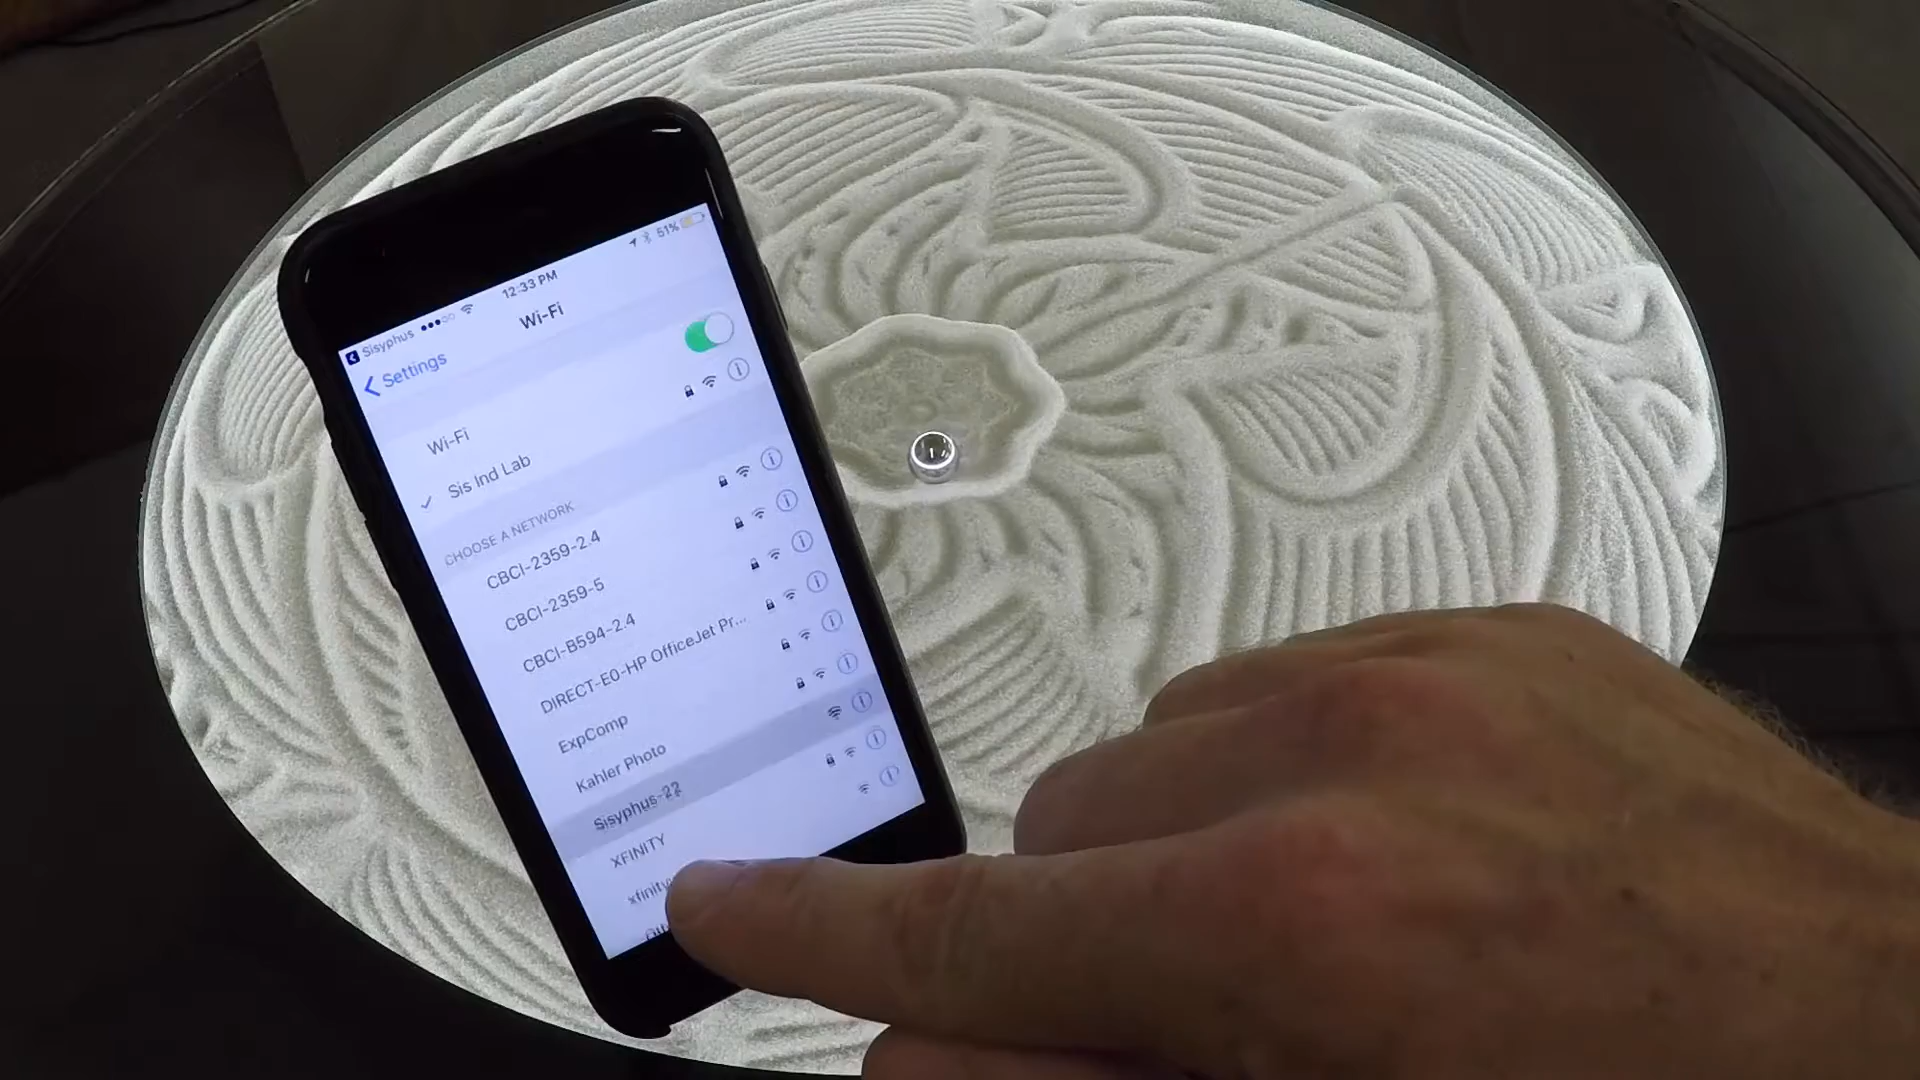 Sisyphus
12:33 PM
51%
Settings
Wi-Fi
Wi-Fi
Sis Ind Lab
CHOOSE A NETWORK
CBCI-2359-2.4
CBCI-2359-5
CBCI-B594-2.4
DIRECT-E0-HP OfficeJet Pr...
ExpComp
Kahler Photo
Sisyphus-22
XFINITY